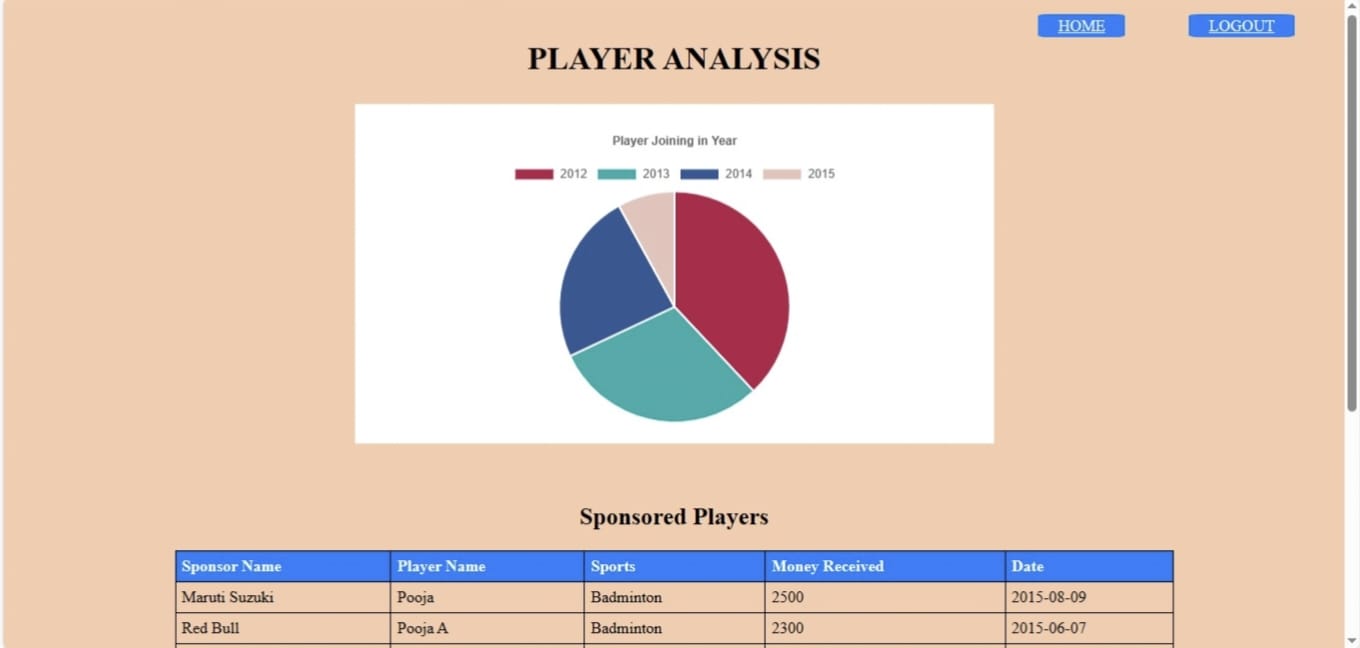 HOME LOGOUT
PLAYER ANALYSIS
Player Joining in Year
2012 2013 2014 2015
Sponsored Players
Sponsor Name Player Name Sports Money Received Date
Maruti Suzuki Pooja Badminton 2500 2015-08-09
Red Bull Pooja A Badminton 2300 2015-06-07